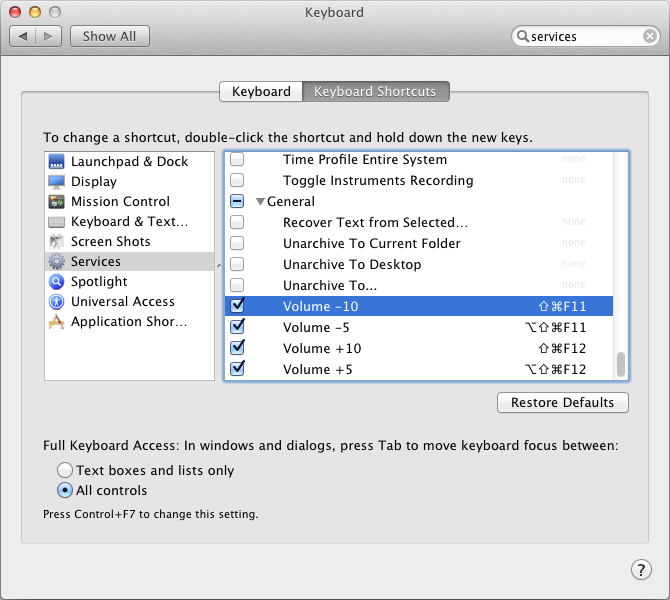 Keyboard
Show All
services
Keyboard
Keyboard Shortcuts
To change a shortcut, double-click the shortcut and hold down the new keys.
Launchpad & Dock
Display
Mission Control
Keyboard & Text...
Screen Shots
Services
Spotlight
Universal Access
Application Shor...
Time Profile Entire System none
Toggle Instruments Recording none
General
Recover Text from Selected... none
Unarchive To Current Folder none
Unarchive To Desktop none
Unarchive To... none
Volume -10 ⇧⌘F11
Volume -5 ⌥⇧⌘F11
Volume +10 ⇧⌘F12
Volume +5 ⌥⇧⌘F12
Restore Defaults
Full Keyboard Access: In windows and dialogs, press Tab to move keyboard focus between:
Text boxes and lists only
All controls
Press Control+F7 to change this setting.
?